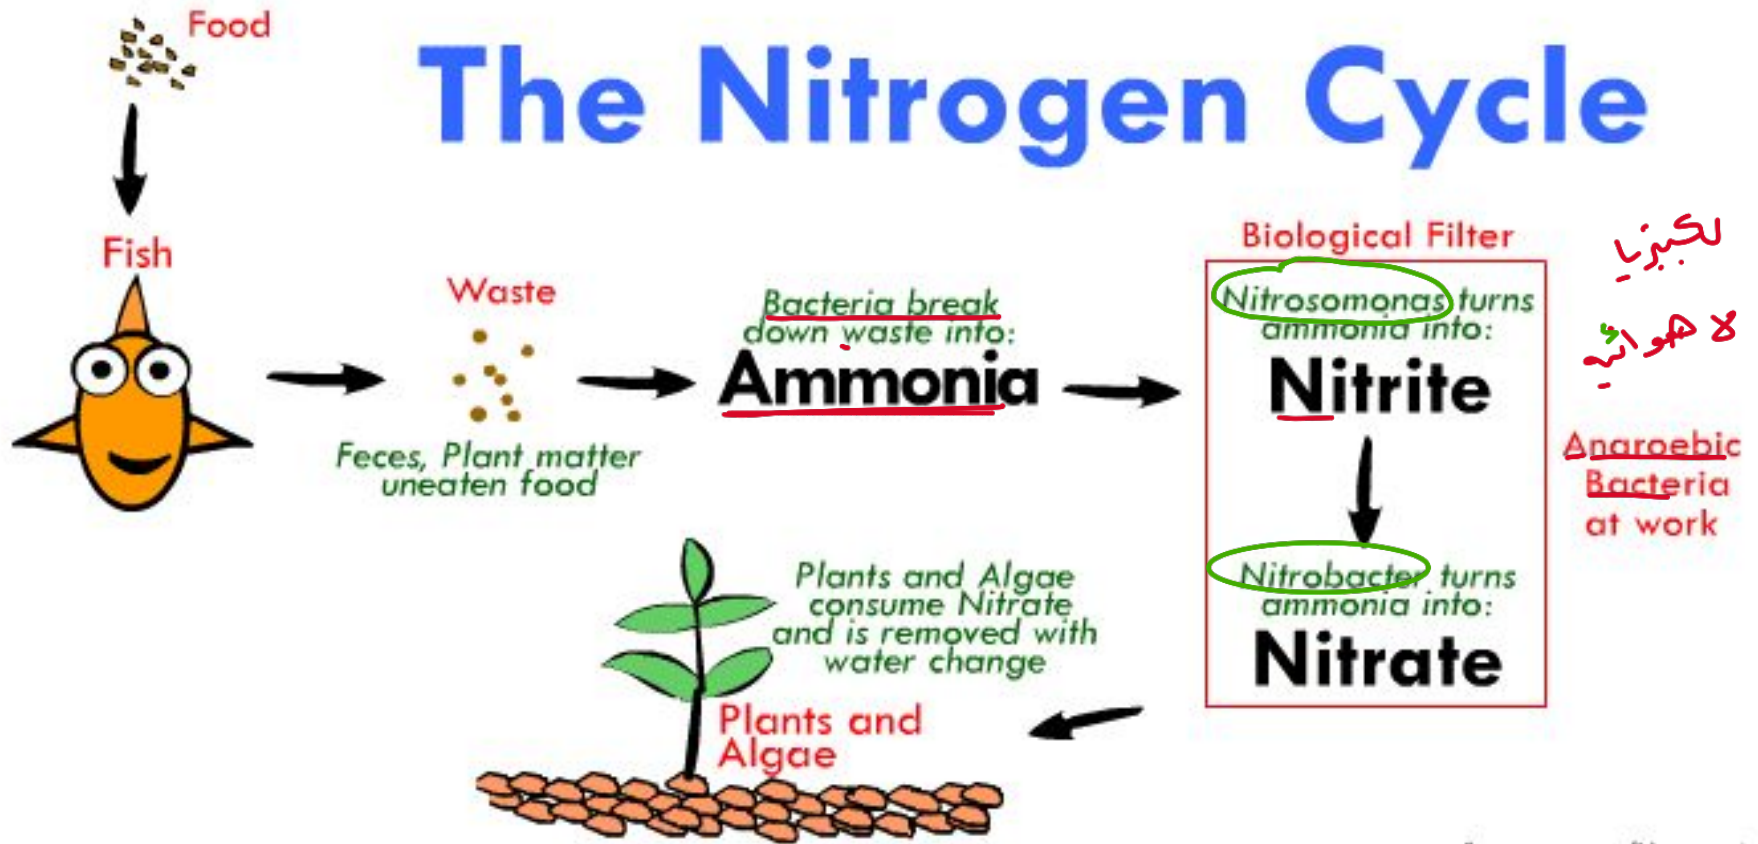 Food
The Nitrogen Cycle
Fish
Waste
Feces, Plant matter
uneaten food
Bacteria break
down waste into:
Ammonia
Biological Filter
Nitrosomonas turns
ammonia into:
Nitrite
Nitrobacter turns
ammonia into:
Nitrate
لا هوائيه
Anaroebic
Bacteria
at work
Plants and Algae
consume Nitrate
and is removed with
water change
Plants and
Algae